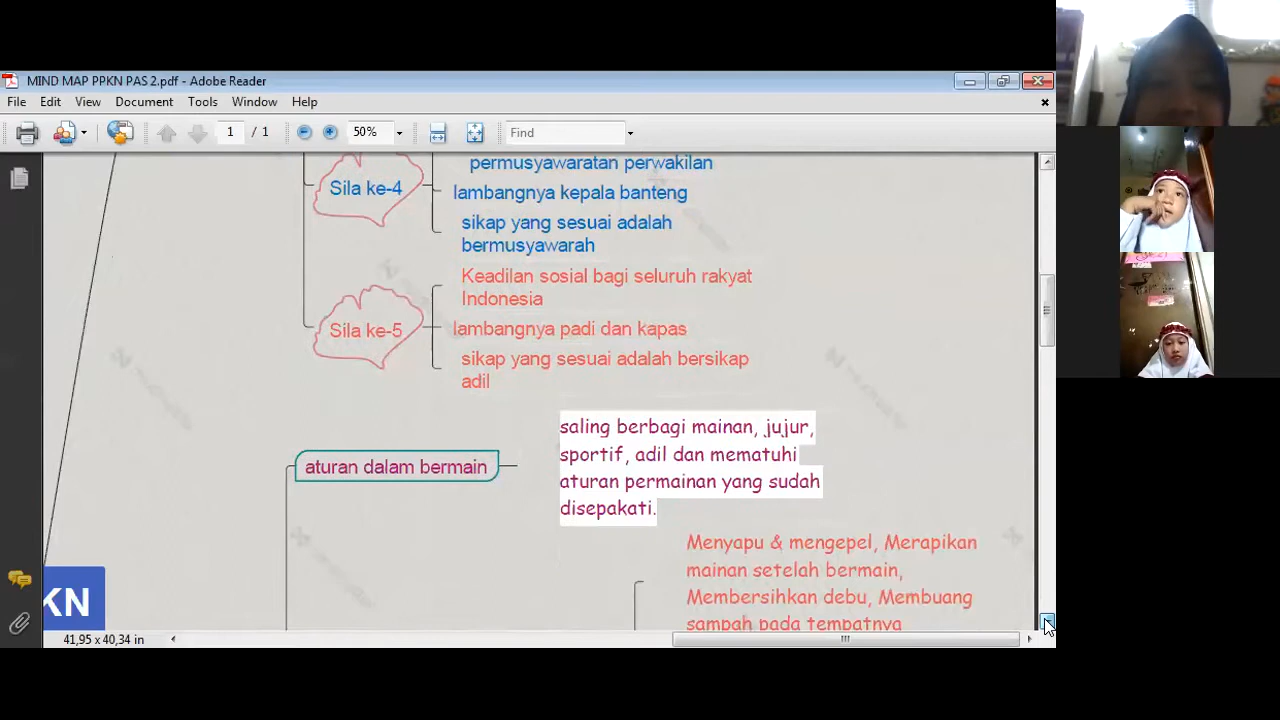 MIND MAP PPKN PAS 2.pdf - Adobe Reader
File Edit View Document Tools Window Help
1 / 1 50% Find
permusyawaratan perwakilan
Sila ke-4
lambangnya kepala banteng
sikap yang sesuai adalah
bermusyawarah
Keadilan sosial bagi seluruh rakyat
Indonesia
Sila ke-5
lambangnya padi dan kapas
sikap yang sesuai adalah bersikap
adil
aturan dalam bermain
saling berbagi mainan, jujur,
sportif, adil dan mematuhi
aturan permainan yang sudah
disepakati.
Menyapu & mengepel, Merapikan
mainan setelah bermain,
Membersihkan debu, Membuang
sampah pada tempatnya
KN
41,95 x 40,34 in